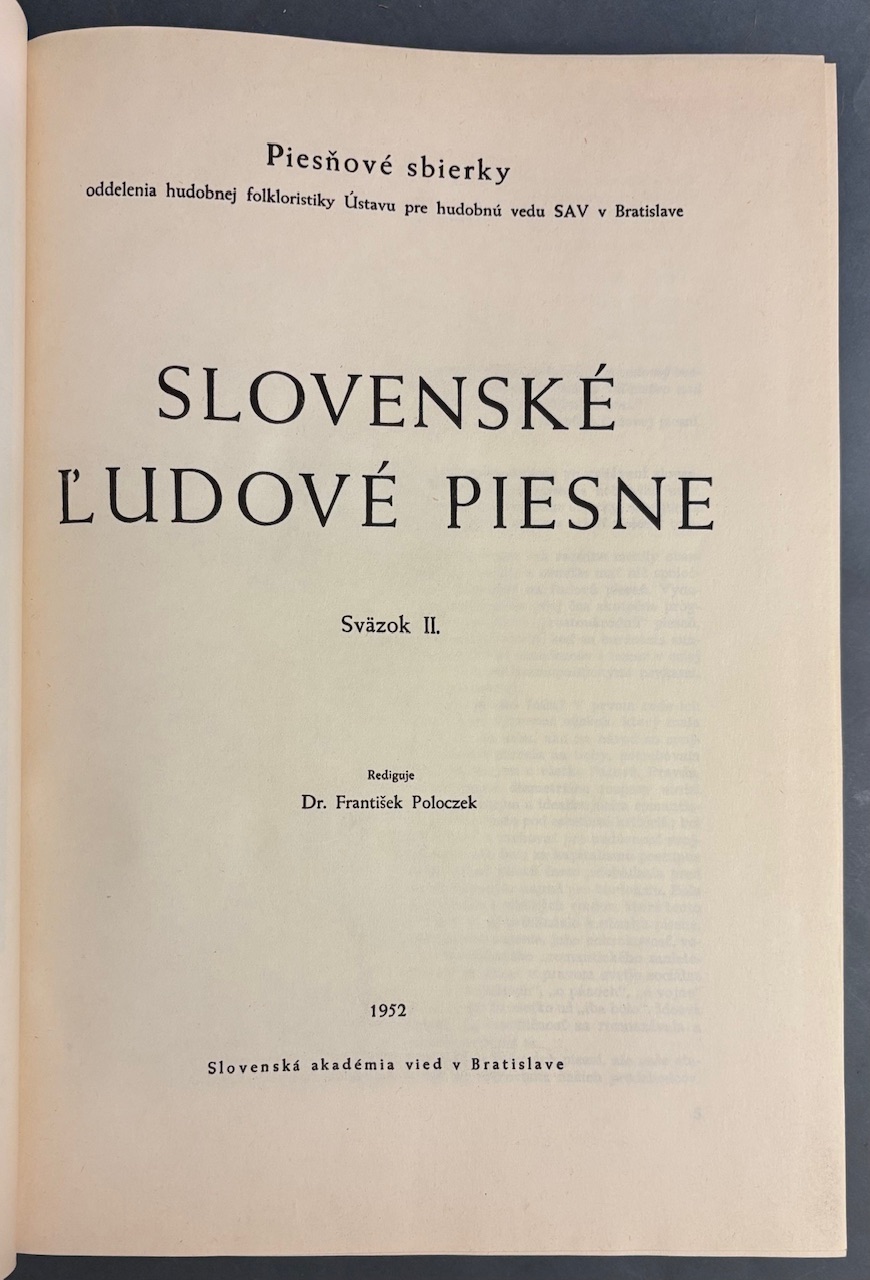 Piesňové sbierky
oddelenia hudobnej folkloristiky Ústavu pre hudobnú vedu SAV v Bratislave
SLOVENSKÉ
ĽUDOVÉ PIESNE
Sväzok II.
Rediguje
Dr. František Poloczek
1952
Slovenská akadémia vied v Bratislave